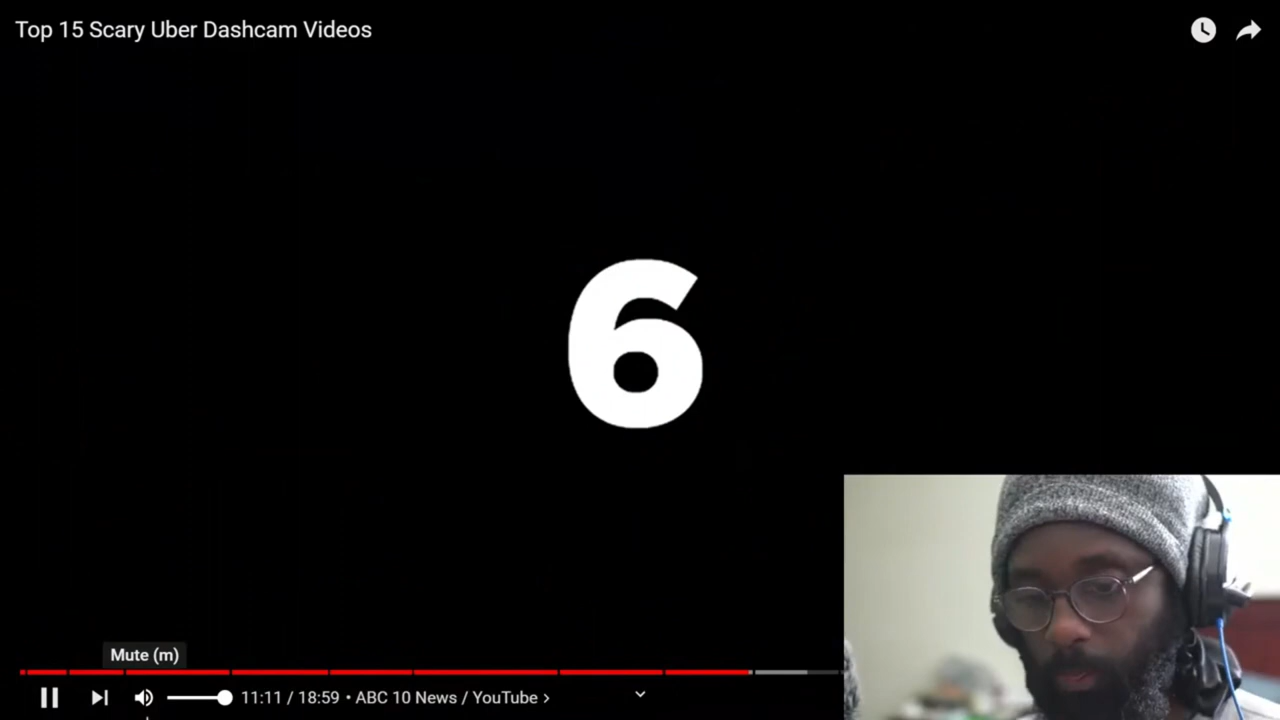 Top 15 Scary Uber Dashcam Videos
6
Mute (m)
11:11 / 18:59 • ABC 10 News / YouTube ›